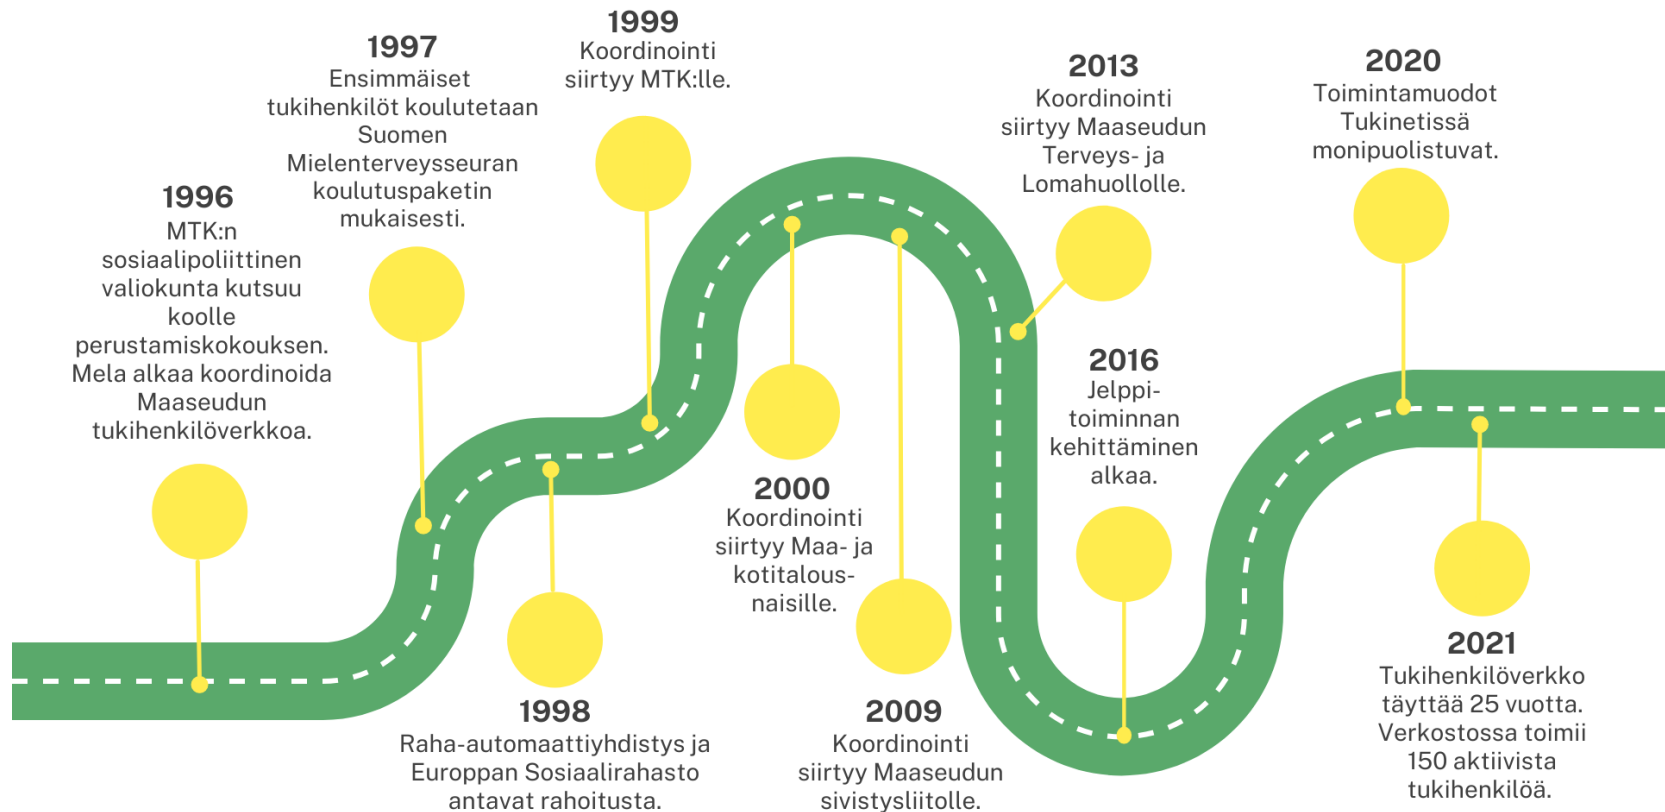 1996
MTK:n
sosiaalipoliittinen
valiokunta kutsuu
koolle
perustamiskokouksen.
Mela alkaa koordinoida
Maaseudun
tukihenkilöverkkoa.
1997
Ensimmäiset
tukihenkilöt koulutetaan
Suomen
Mielenterveysseuran
koulutuspaketin
mukaisesti.
1998
Raha-automaattiyhdistys ja
Europpan Sosiaalirahasto
antavat rahoitusta.
1999
Koordinointi
siirtyy MTK:lle.
2000
Koordinointi
siirtyy Maa- ja
kotitalous-
naisille.
2009
Koordinointi
siirtyy Maaseudun
sivistysliitolle.
2013
Koordinointi
siirtyy Maaseudun
Terveys- ja
Lomahuollolle.
2016
Jelppi-
toiminnan
kehittäminen
alkaa.
2020
Toimintamuodot
Tukinetissä
monipuolistuvat.
2021
Tukihenkilöverkko
täyttää 25 vuotta.
Verkostossa toimii
150 aktiivista
tukihenkilöä.